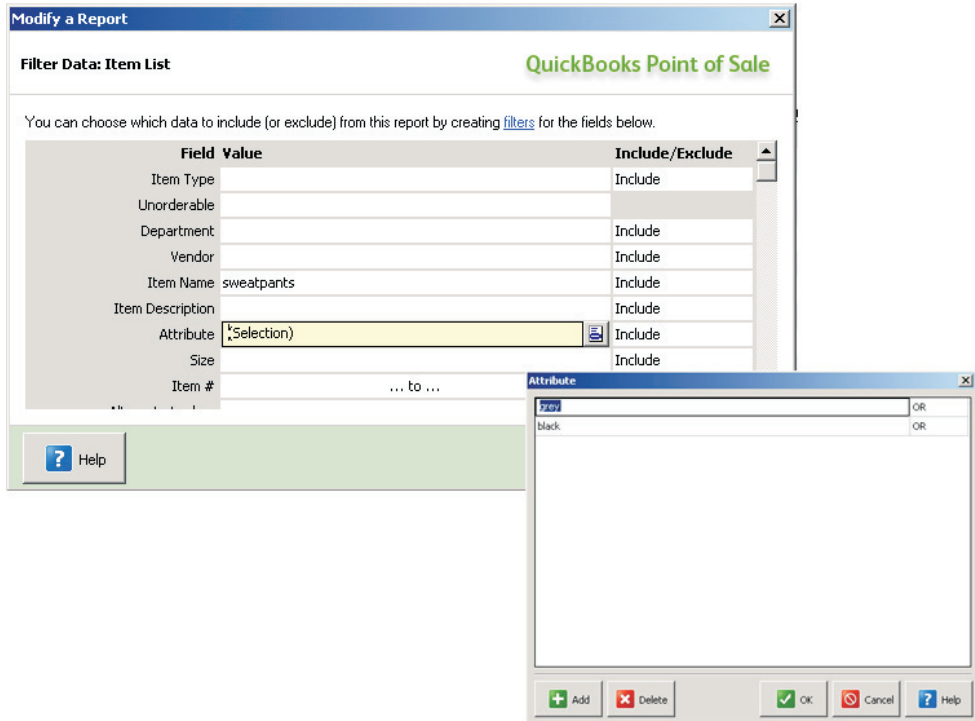 Modify a Report
Filter Data: Item List
QuickBooks Point of Sale
You can choose which data to include (or exclude) from this report by creating filters for the fields below.
Field Value Include/Exclude
Item Type Include
Unorderable
Department Include
Vendor Include
Item Name sweatpants Include
Item Description Include
Attribute Selection) Include
Size Include
Item # ... to ...
Help
Attribute
grey OR
black OR
Add Delete OK Cancel Help